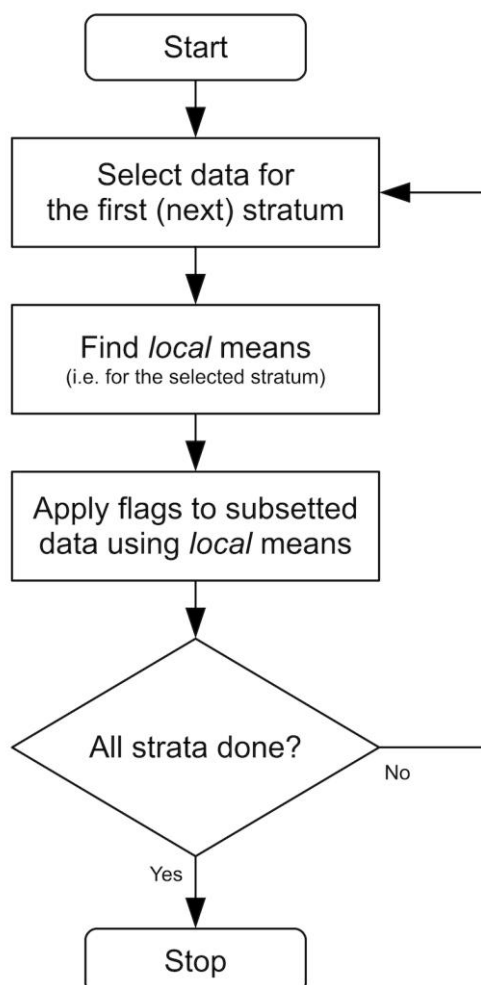 Start
Select data for
the first (next) stratum
Find local means
(i.e. for the selected stratum)
Apply flags to subsetted
data using local means
All strata done?
No
Yes
Stop